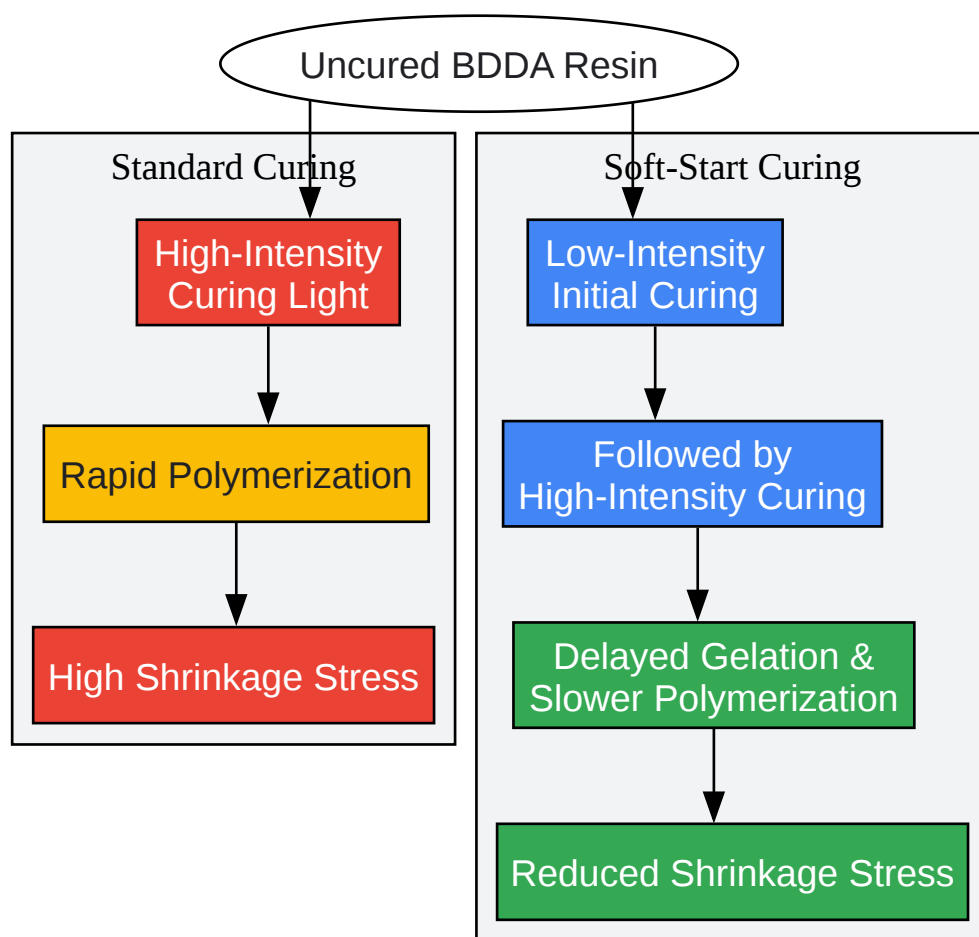 Uncured BDDA Resin
Standard Curing
High-Intensity
Curing Light
Rapid Polymerization
High Shrinkage Stress
Soft-Start Curing
Low-Intensity
Initial Curing
Followed by
High-Intensity Curing
Delayed Gelation &
Slower Polymerization
Reduced Shrinkage Stress